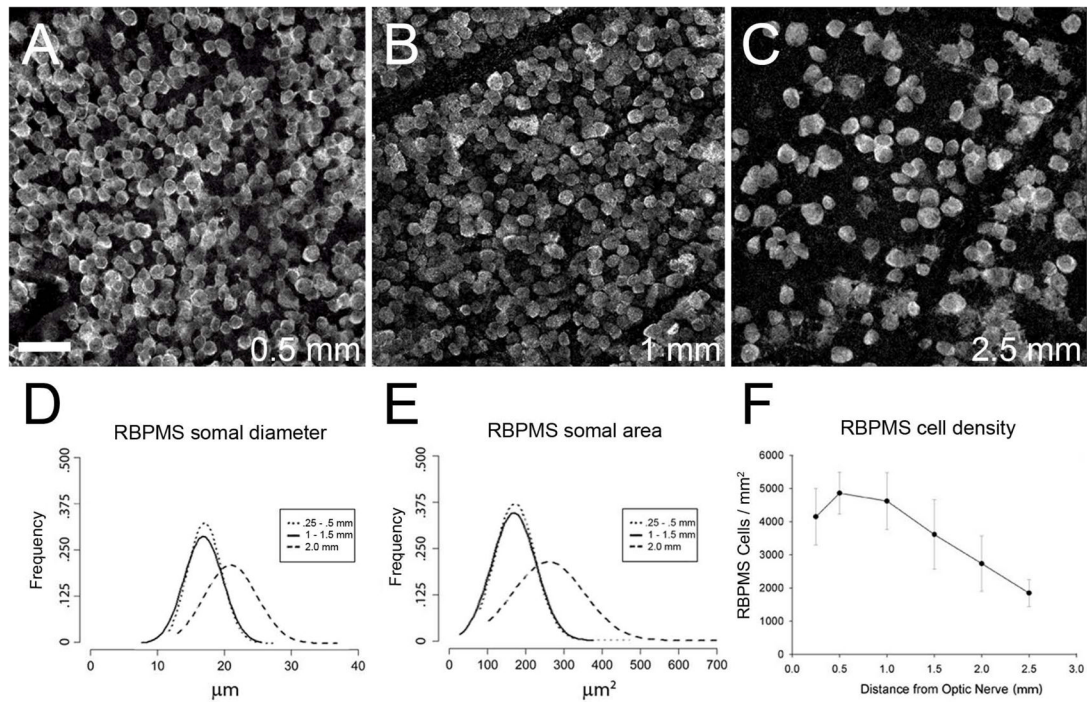 A
B
C
0.5 mm
1 mm
2.5 mm
D
E
F
RBPMS somal diameter
RBPMS somal area
RBPMS cell density
Frequency
.500
.375
.250
.125
0
.25 - .5 mm
1 - 1.5 mm
2.0 mm
0 10 20 30 40
μm
Frequency
.500
.375
.250
.125
0
.25 - .5 mm
1 - 1.5 mm
2.0 mm
0 100 200 300 400 500 600 700
μm²
RBPMS Cells / mm²
6000
5000
4000
3000
2000
1000
0
0.0 0.5 1.0 1.5 2.0 2.5 3.0
Distance from Optic Nerve (mm)